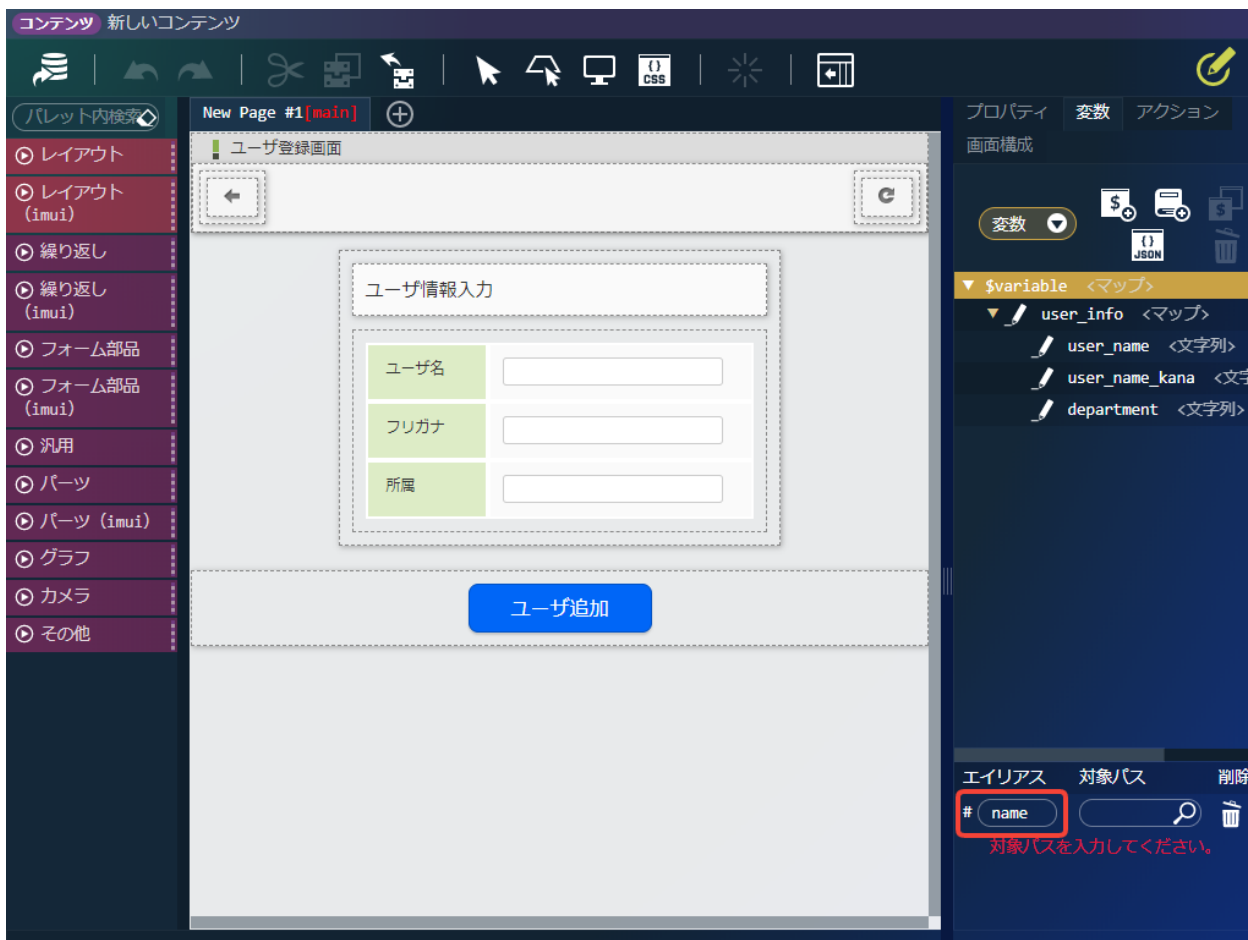 コンテンツ 新しいコンテンツ
{} CSS
パレット内検索
New Page #1[main]
プロパティ 変数 アクション
画面構成
レイアウト
レイアウト
(imui)
繰り返し
繰り返し
(imui)
フォーム部品
フォーム部品
(imui)
汎用
パーツ
パーツ (imui)
グラフ
カメラ
その他
ユーザ登録画面
ユーザ情報入力
ユーザ名
フリガナ
所属
ユーザ追加
変数
$
$
{} JSON
$variable <マップ>
user_info <マップ>
user_name <文字列>
user_name_kana <文字
department <文字列>
エイリアス 対象パス 削除
# name
対象パスを入力してください。